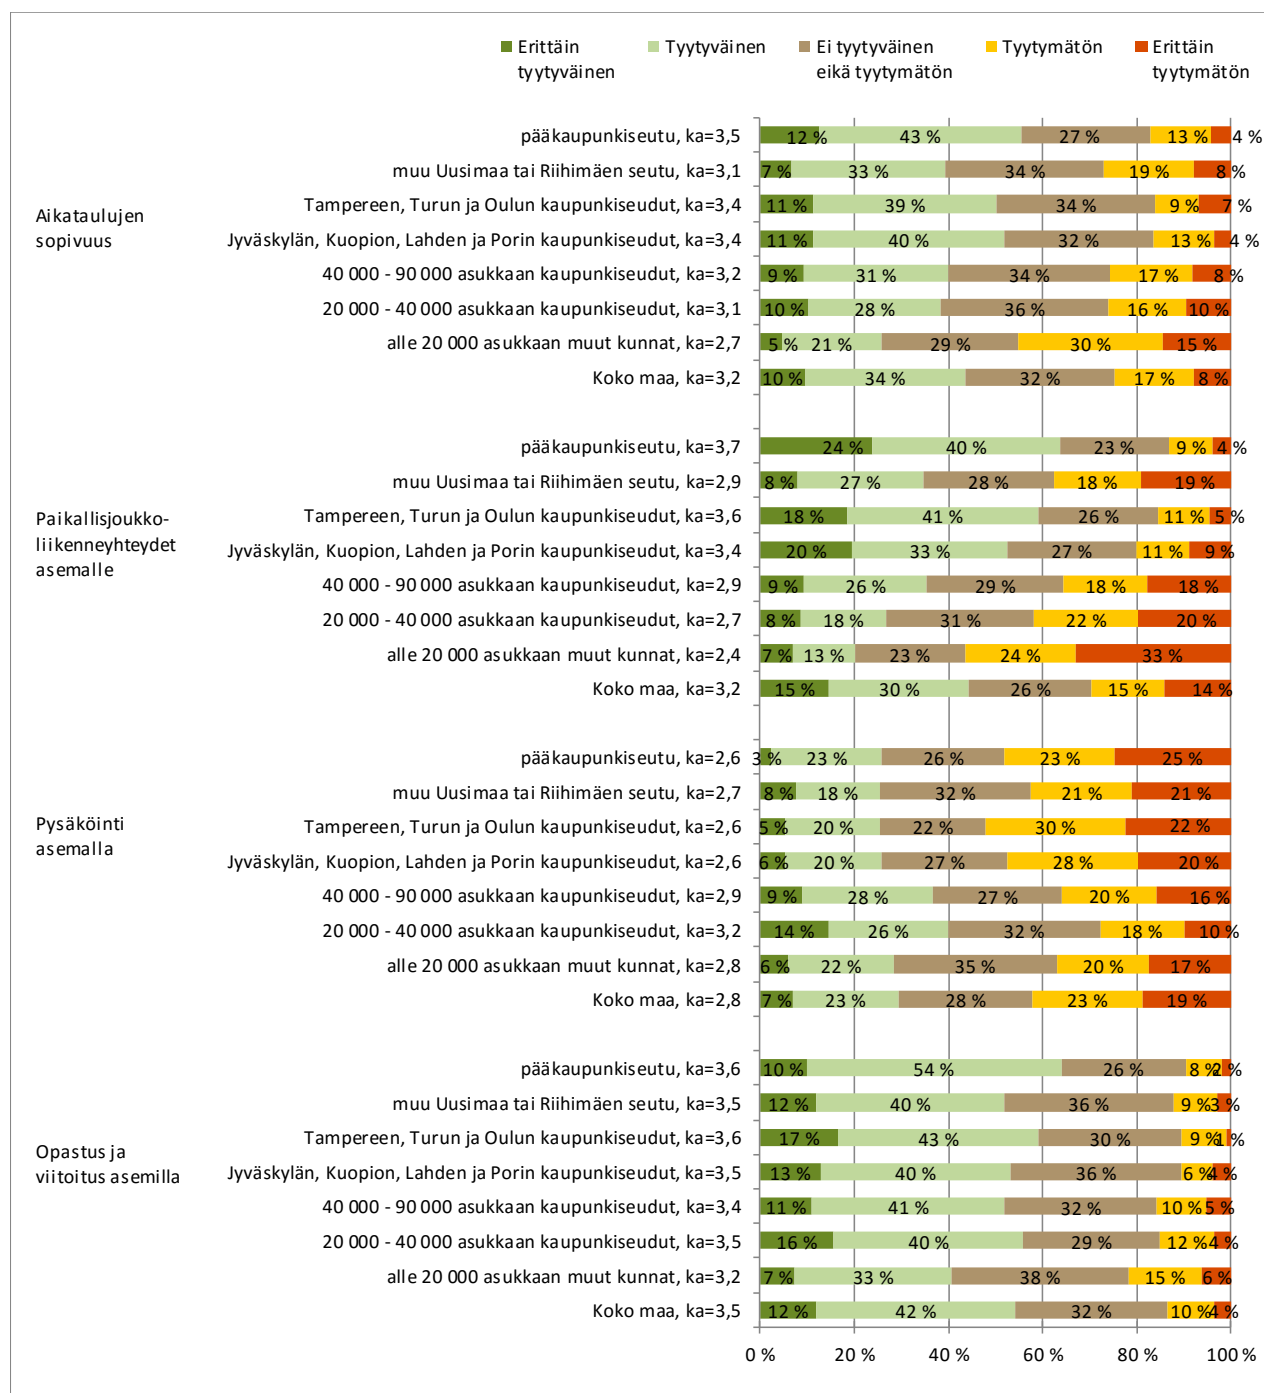 Erittäin tyytyväinen
Tyytyväinen
Ei tyytyväinen eikä tyytymätön
Tyytymätön
Erittäin tyytymätön
Aikataulujen sopivuus
pääkaupunkiseutu, ka=3,5 12 % 43 % 27 % 13 % 4 %
muu Uusimaa tai Riihimäen seutu, ka=3,1 7 % 33 % 34 % 19 % 8 %
Tampereen, Turun ja Oulun kaupunkiseudut, ka=3,4 11 % 39 % 34 % 9 % 7 %
Jyväskylän, Kuopion, Lahden ja Porin kaupunkiseudut, ka=3,4 11 % 40 % 32 % 13 % 4 %
40 000 - 90 000 asukkaan kaupunkiseudut, ka=3,2 9 % 31 % 34 % 17 % 8 %
20 000 - 40 000 asukkaan kaupunkiseudut, ka=3,1 10 % 28 % 36 % 16 % 10 %
alle 20 000 asukkaan muut kunnat, ka=2,7 5 % 21 % 29 % 30 % 15 %
Koko maa, ka=3,2 10 % 34 % 32 % 17 % 8 %
Paikallisjoukko-
liikenneyhteydet
asemalle
pääkaupunkiseutu, ka=3,7 24 % 40 % 23 % 9 % 4 %
muu Uusimaa tai Riihimäen seutu, ka=2,9 8 % 27 % 28 % 18 % 19 %
Tampereen, Turun ja Oulun kaupunkiseudut, ka=3,6 18 % 41 % 26 % 11 % 5 %
Jyväskylän, Kuopion, Lahden ja Porin kaupunkiseudut, ka=3,4 20 % 33 % 27 % 11 % 9 %
40 000 - 90 000 asukkaan kaupunkiseudut, ka=2,9 9 % 26 % 29 % 18 % 18 %
20 000 - 40 000 asukkaan kaupunkiseudut, ka=2,7 8 % 18 % 31 % 22 % 20 %
alle 20 000 asukkaan muut kunnat, ka=2,4 7 % 13 % 23 % 24 % 33 %
Koko maa, ka=3,2 15 % 30 % 26 % 15 % 14 %
Pysäköinti
asemalla
pääkaupunkiseutu, ka=2,6 3 % 23 % 26 % 23 % 25 %
muu Uusimaa tai Riihimäen seutu, ka=2,7 8 % 18 % 32 % 21 % 21 %
Tampereen, Turun ja Oulun kaupunkiseudut, ka=2,6 5 % 20 % 22 % 30 % 22 %
Jyväskylän, Kuopion, Lahden ja Porin kaupunkiseudut, ka=2,6 6 % 20 % 27 % 28 % 20 %
40 000 - 90 000 asukkaan kaupunkiseudut, ka=2,9 9 % 28 % 27 % 20 % 16 %
20 000 - 40 000 asukkaan kaupunkiseudut, ka=3,2 14 % 26 % 32 % 18 % 10 %
alle 20 000 asukkaan muut kunnat, ka=2,8 6 % 22 % 35 % 20 % 17 %
Koko maa, ka=2,8 7 % 23 % 28 % 23 % 19 %
Opastus ja
viitoitus asemilla
pääkaupunkiseutu, ka=3,6 10 % 54 % 26 % 8 % 2 %
muu Uusimaa tai Riihimäen seutu, ka=3,5 12 % 40 % 36 % 9 % 3 %
Tampereen, Turun ja Oulun kaupunkiseudut, ka=3,6 17 % 43 % 30 % 9 % 1 %
Jyväskylän, Kuopion, Lahden ja Porin kaupunkiseudut, ka=3,5 13 % 40 % 36 % 6 % 4 %
40 000 - 90 000 asukkaan kaupunkiseudut, ka=3,4 11 % 41 % 32 % 10 % 5 %
20 000 - 40 000 asukkaan kaupunkiseudut, ka=3,5 16 % 40 % 29 % 12 % 4 %
alle 20 000 asukkaan muut kunnat, ka=3,2 7 % 33 % 38 % 15 % 6 %
Koko maa, ka=3,5 12 % 42 % 32 % 10 % 4 %
0 % 20 % 40 % 60 % 80 % 100 %